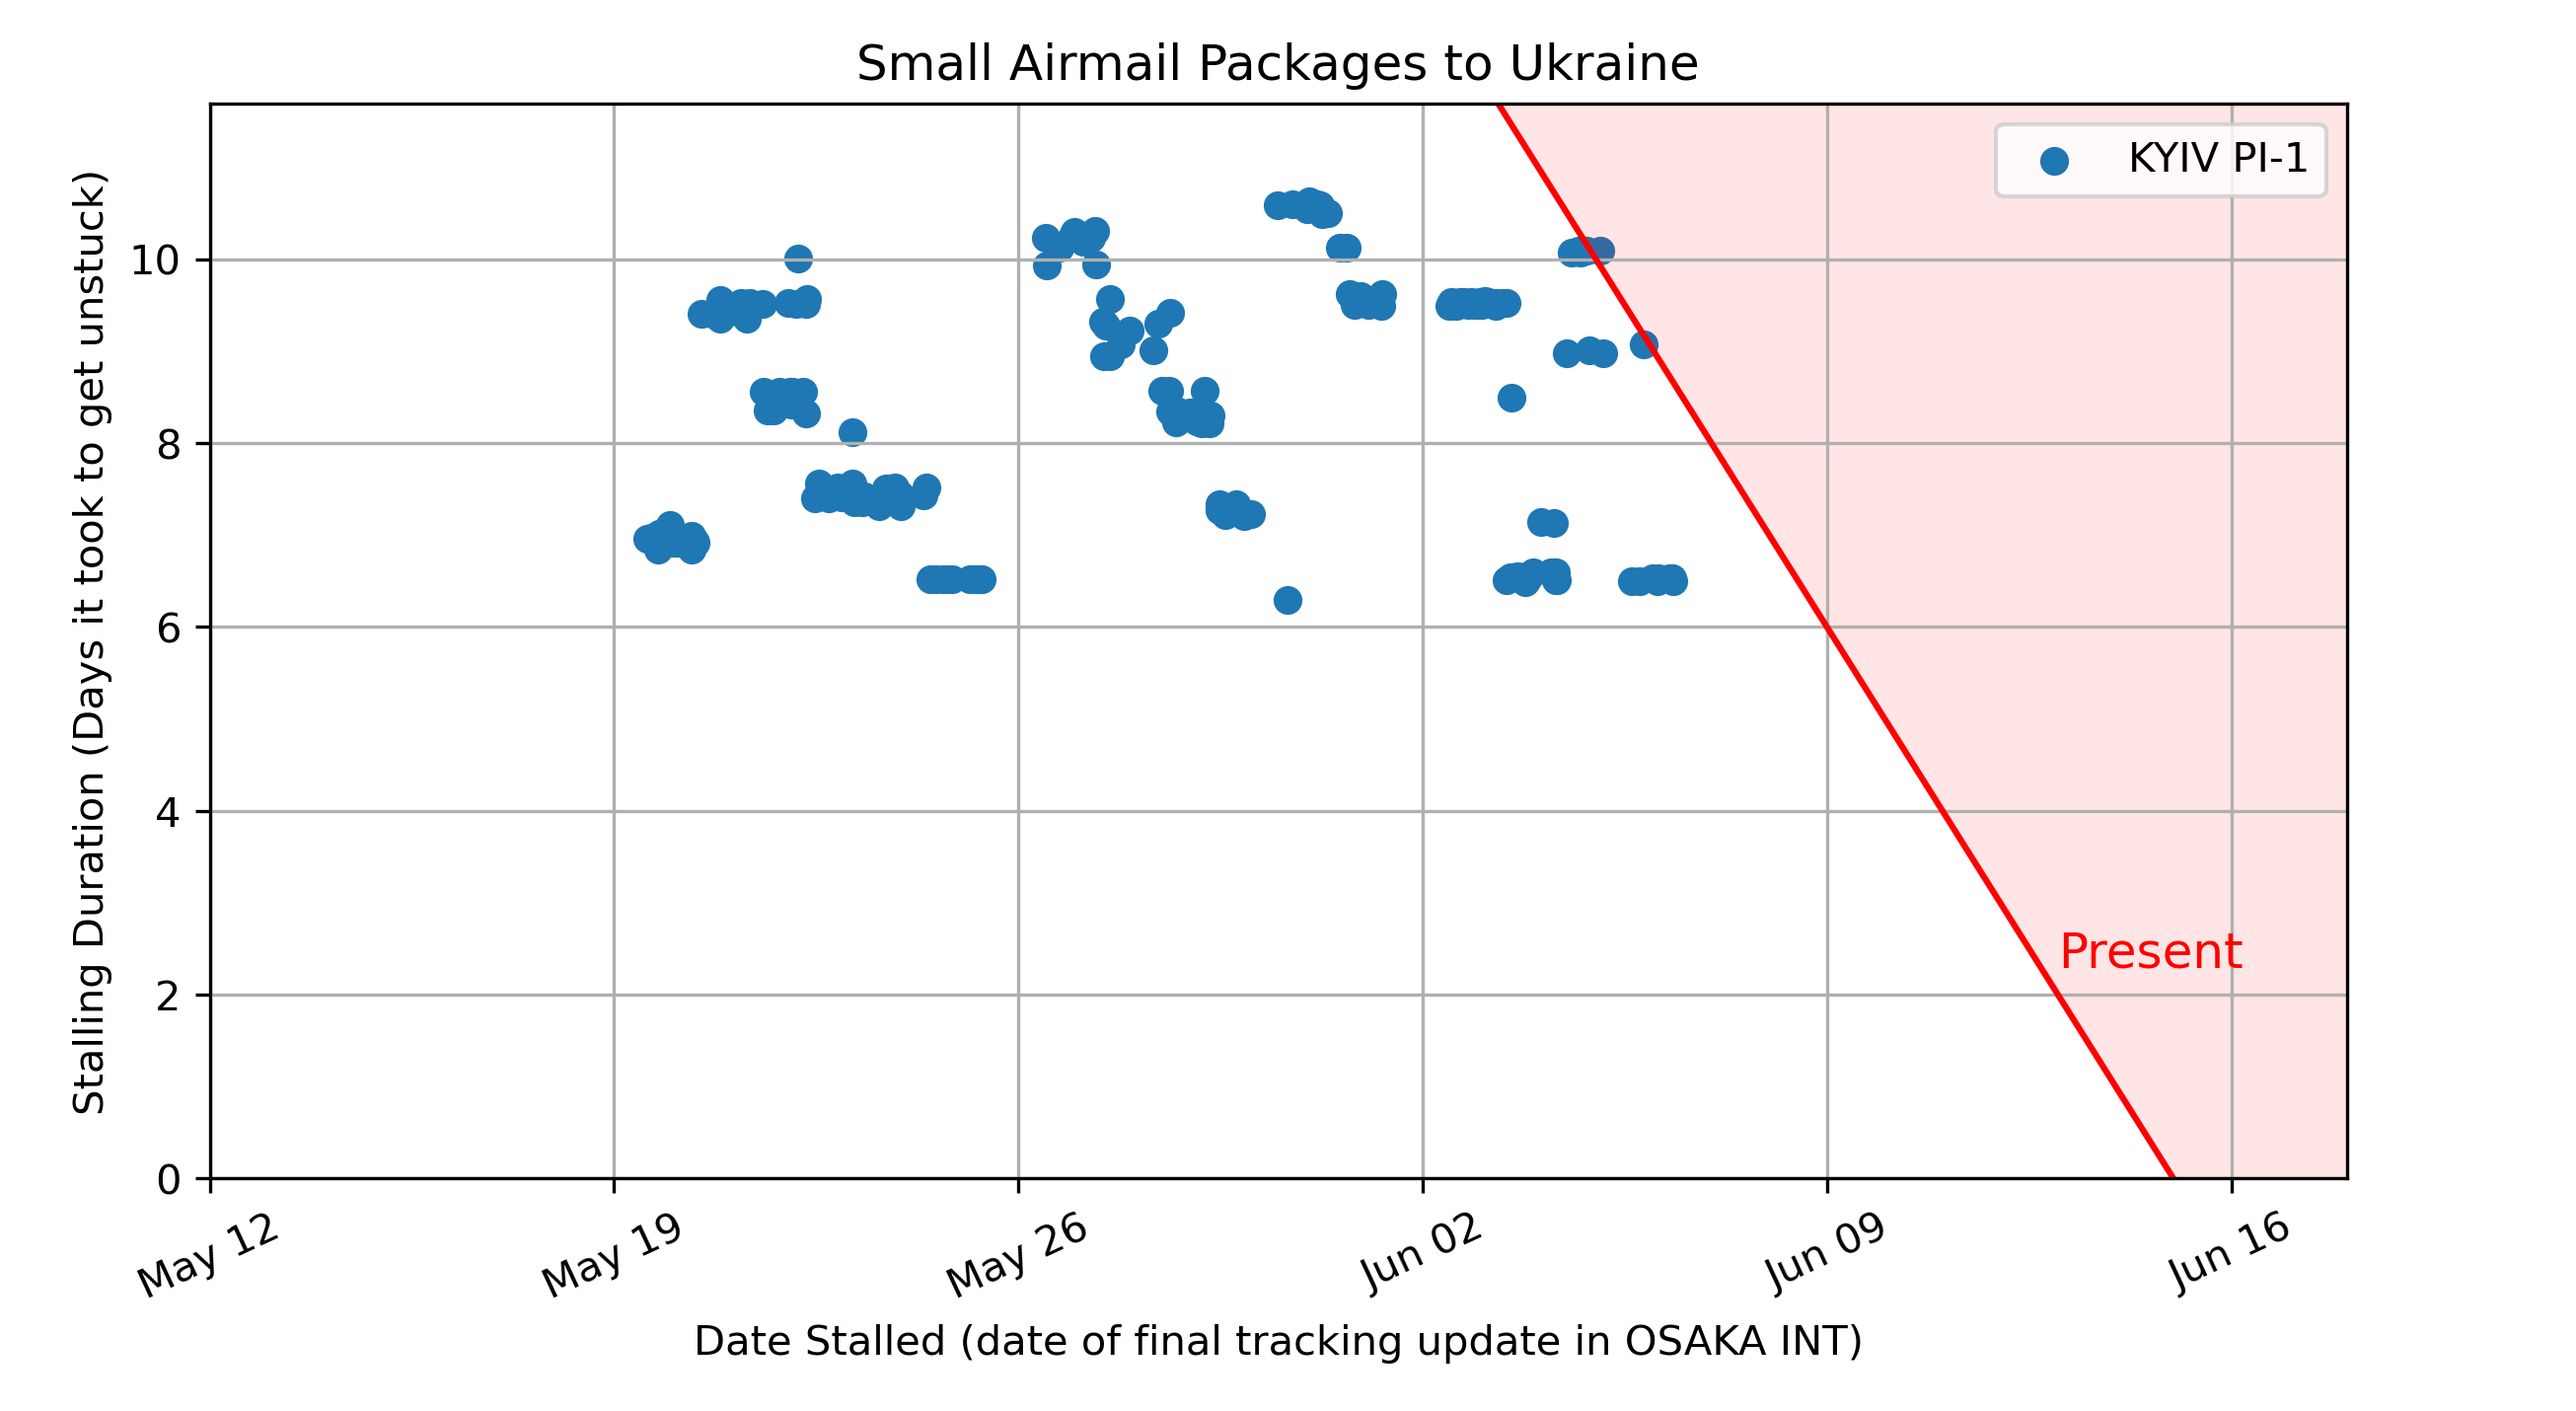 Small Airmail Packages to Ukraine
KYIV PI-1
Stalling Duration (Days it took to get unstuck)
10
8
6
4
2
0
Present
May 12
May 19
May 26
Jun 02
Jun 09
Jun 16
Date Stalled (date of final tracking update in OSAKA INT)